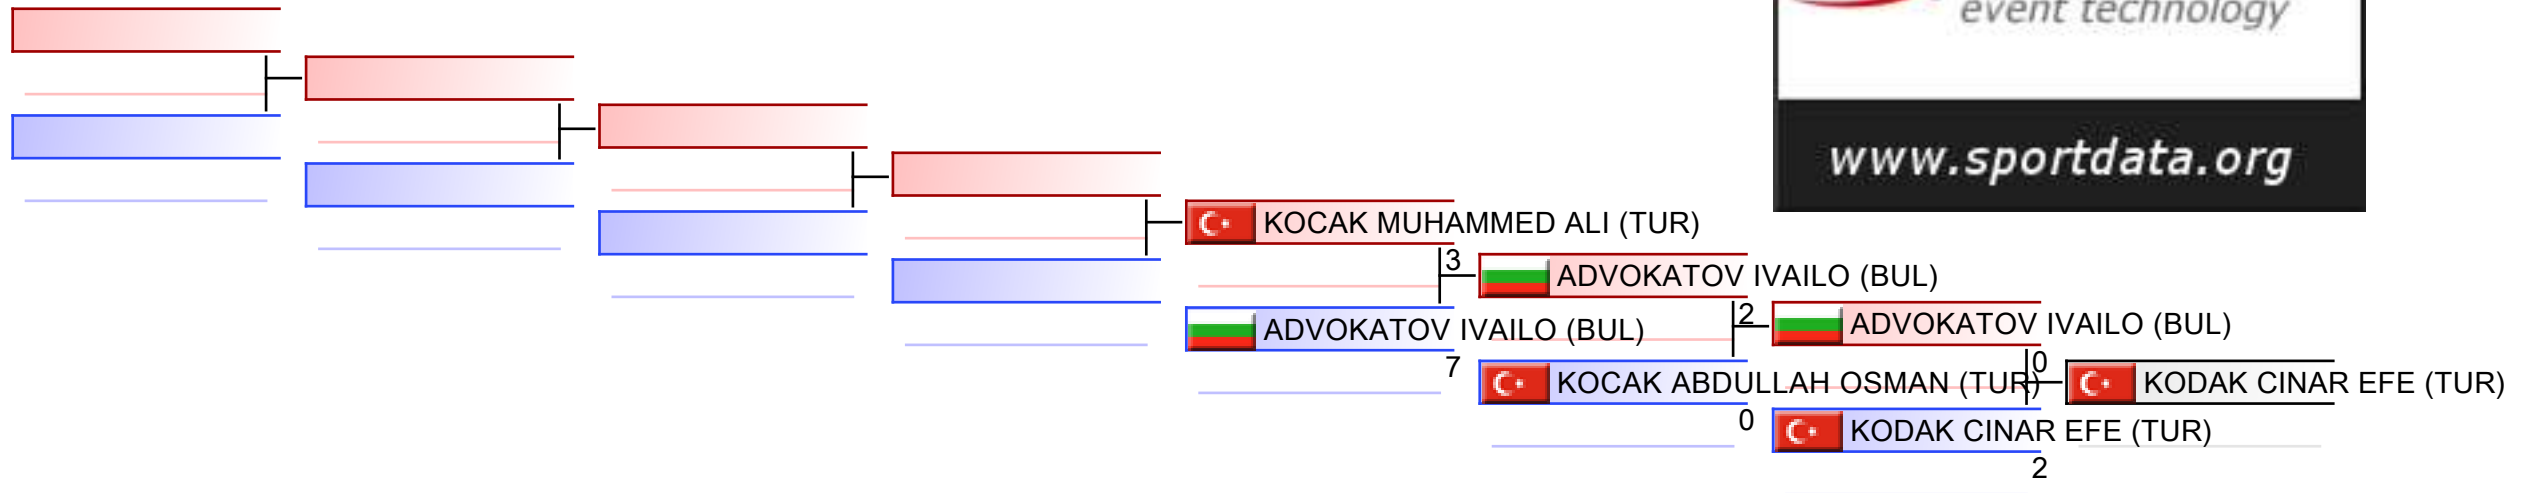 event technology
www.sportdata.org
KOCAK MUHAMMED ALI (TUR)
3
ADVOKATOV IVAILO (BUL)
ADVOKATOV IVAILO (BUL)
7
2
ADVOKATOV IVAILO (BUL)
KOCAK ABDULLAH OSMAN (TUR)
0
0
KODAK CINAR EFE (TUR)
KODAK CINAR EFE (TUR)
2